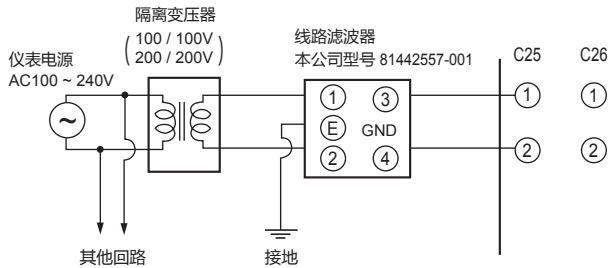 隔离变压器
100 / 100V
200 / 200V
仪表电源
AC100 ~ 240V
线路滤波器
本公司型号 81442557-001
C25
C26
~
1
3
E
GND
2
4
1
1
2
2
其他回路
接地